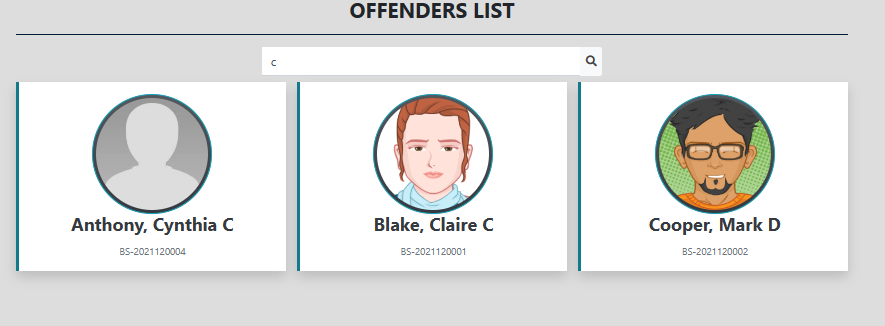 OFFENDERS LIST
c
Anthony, Cynthia C
BS-2021120004
Blake, Claire C
BS-2021120001
Cooper, Mark D
BS-2021120002